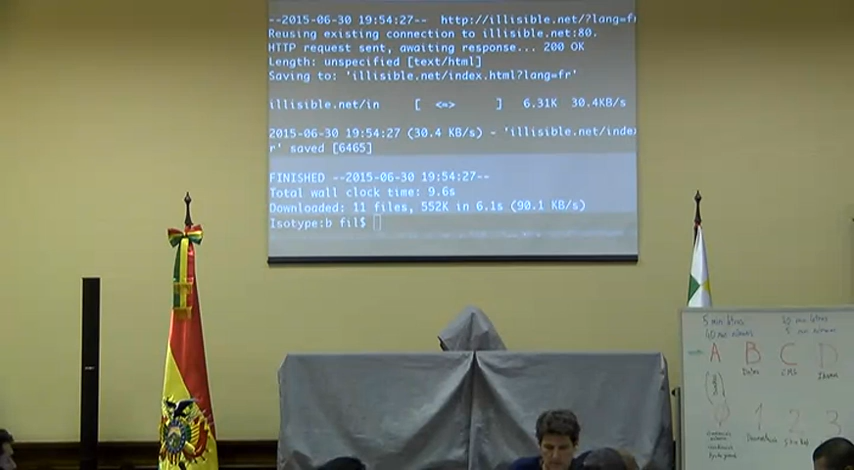 --2015-06-30 19:54:27-- http://illisible.net/?lang=fr
Reusing existing connection to illisible.net:80.
HTTP request sent, awaiting response... 200 OK
Length: unspecified [text/html]
Saving to: 'illisible.net/index.html?lang=fr'
illisible.net/in [ <=> ] 6.31K 30.4KB/s
2015-06-30 19:54:27 (30.4 KB/s) - 'illisible.net/inde
r' saved [6465]
FINISHED --2015-06-30 19:54:27--
Total wall clock time: 9.6s
Downloaded: 11 files, 552K in 6.1s (90.1 KB/s)
Isotype:b fil$
5 min
5 min
A B C D
CMS
1 2 3